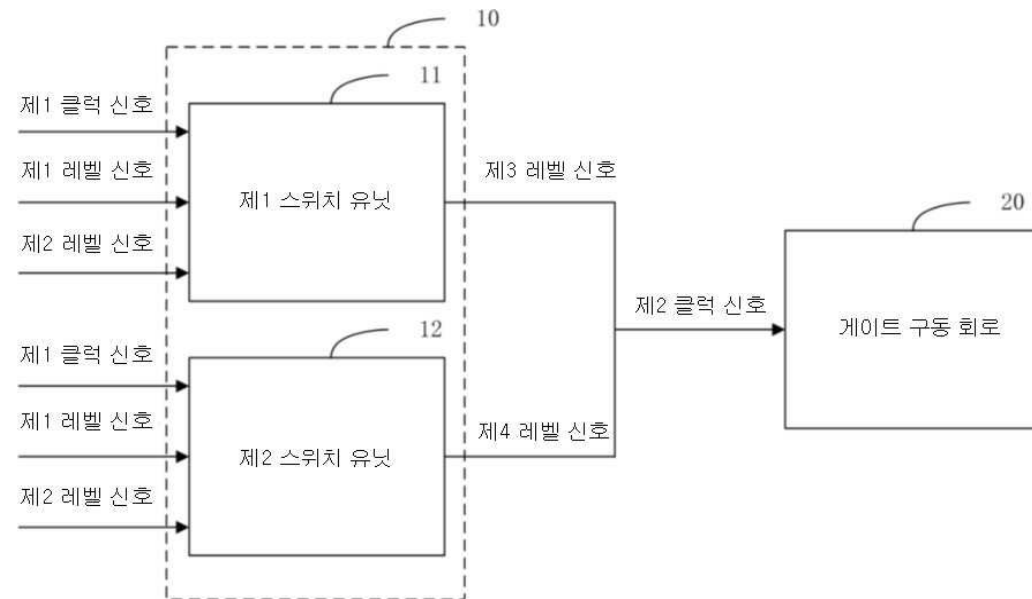 10
11
제1 클럭 신호
제1 레벨 신호
제2 레벨 신호
제1 스위치 유닛
제3 레벨 신호
20
제2 클럭 신호
게이트 구동 회로
12
제1 클럭 신호
제1 레벨 신호
제2 레벨 신호
제2 스위치 유닛
제4 레벨 신호